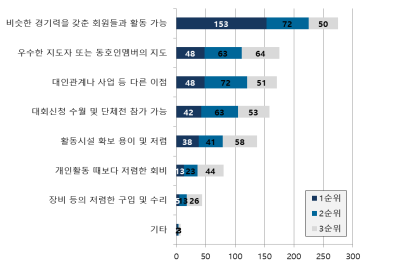 비슷한 경기력을 갖춘 회원들과 활동 가능 153 72 50
우수한 지도자 또는 동호인멤버의 지도 48 63 64
대인관계나 사업 등 다른 이점 48 72 51
대회신청 수월 및 단체전 참가 가능 42 63 53
활동시설 확보 용이 및 저렴 38 41 58
개인활동 때보다 저렴한 회비 13 23 44
장비 등의 저렴한 구입 및 수리 5 13 26
기타 3
1순위
2순위
3순위
0 50 100 150 200 250 300